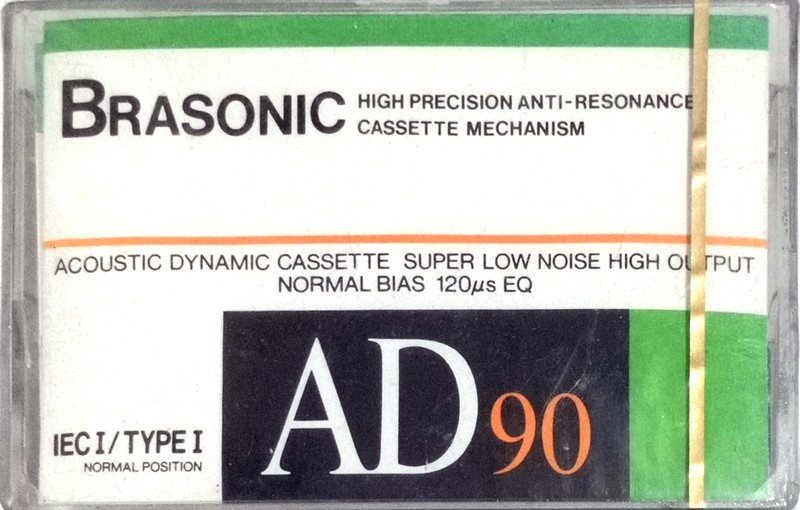 BRASONIC
HIGH PRECISION ANTI-RESONANCE
CASSETTE MECHANISM
ACOUSTIC DYNAMIC CASSETTE SUPER LOW NOISE HIGH OUTPUT
NORMAL BIAS 120µs EQ
IEC I/TYPE I
NORMAL POSITION
AD 90